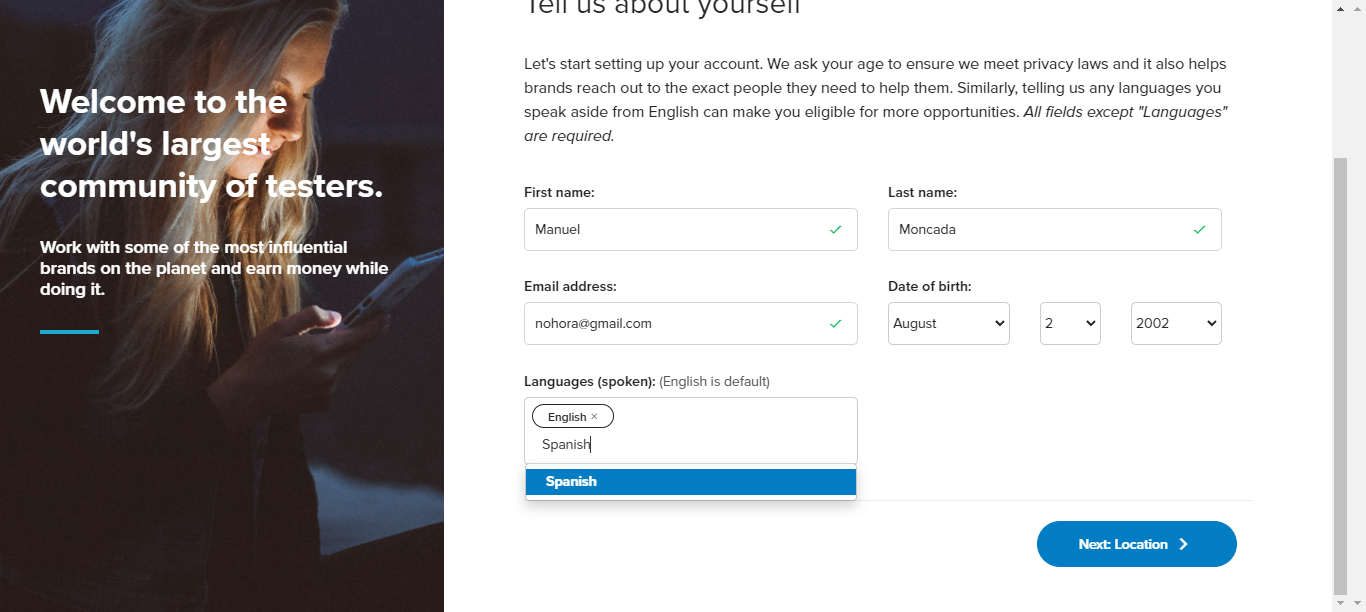 Welcome to the
world's largest
community of testers.
Work with some of the most influential
brands on the planet and earn money while
doing it.
Tell us about yourself
Let's start setting up your account. We ask your age to ensure we meet privacy laws and it also helps
brands reach out to the exact people they need to help them. Similarly, telling us any languages you
speak aside from English can make you eligible for more opportunities. All fields except "Languages"
are required.
First name:
Last name:
Manuel
Moncada
Email address:
Date of birth:
nohora@gmail.com
August
2
2002
Languages (spoken): (English is default)
English ×
Spanish
Spanish
Next: Location